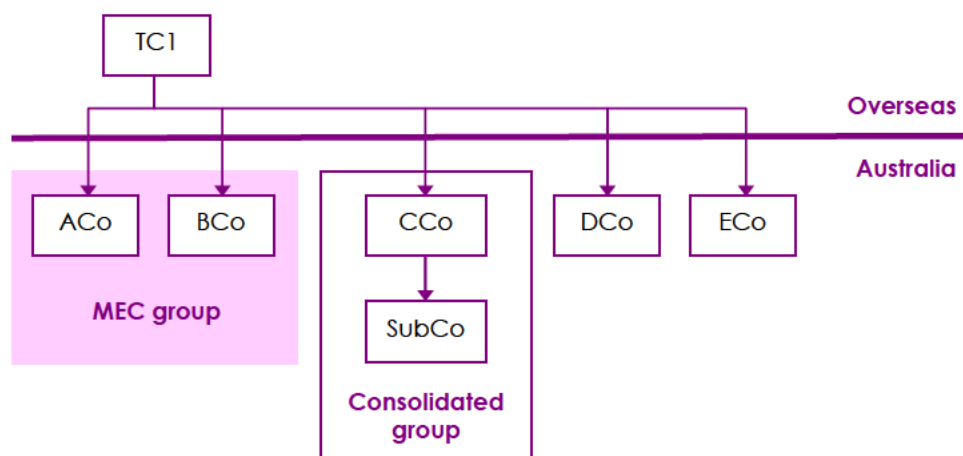 TC1
Overseas
Australia
ACo
BCo
CCo
DCo
ECo
MEC group
SubCo
Consolidated
group